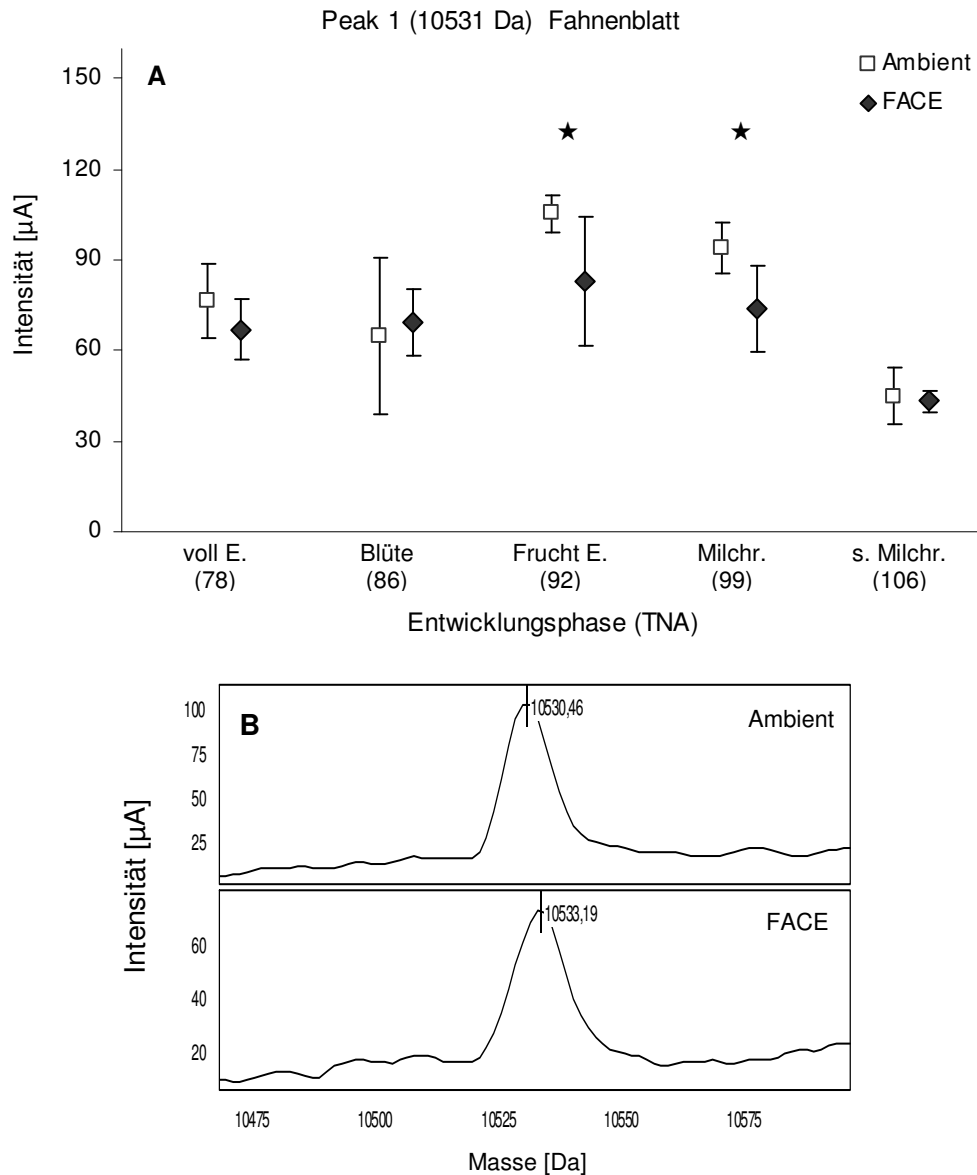 Peak 1 (10531 Da) Fahnenblatt
A
Ambient
FACE
Intensität [µA]
150
120
90
60
30
0
voll E. Blüte Frucht E. Milchr. s. Milchr.
(78) (86) (92) (99) (106)
Entwicklungsphase (TNA)
B
Ambient
10530,46
100
75
50
25
Intensität [µA]
FACE
10533,19
60
40
20
10475 10500 10525 10550 10575
Masse [Da]